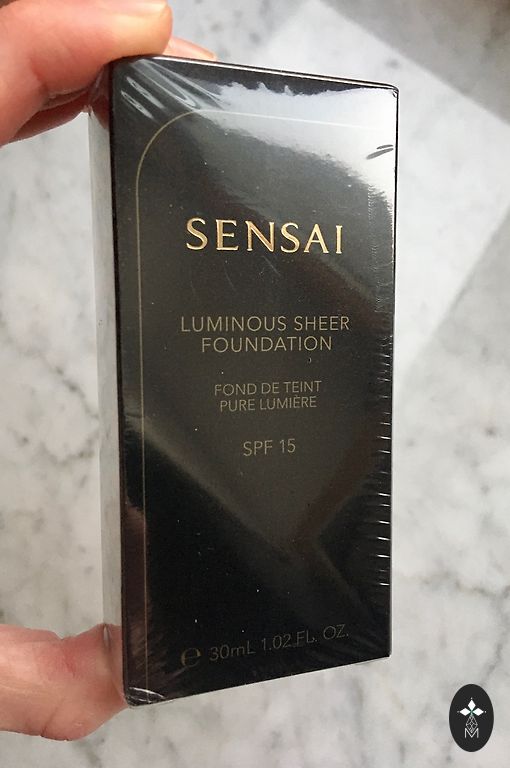 SENSAI
LUMINOUS SHEER
FOUNDATION
FOND DE TEINT
PURE LUMIÈRE
SPF 15
℮ 30mL 1.02 FL. OZ.
M